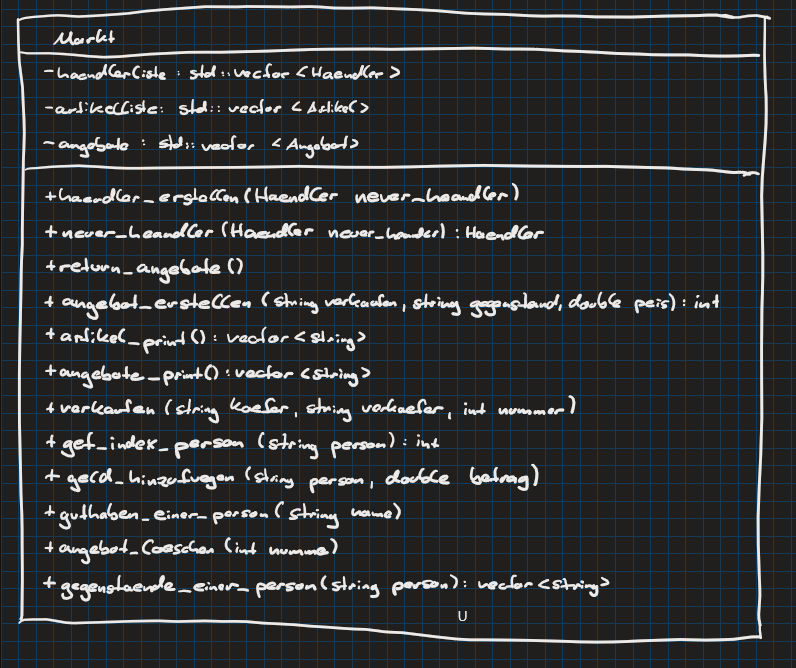 Markt
-haendlerliste : std::vector <Haendler>
-artikelliste: std:: vector <Artikel>
-angebote : std:: vector <Angebot>
+haendler_erstellen(Haendler neuer_haendler)
+neuer_haendler (Haendler neuer_haendler) : Haendler
+return_angebote ()
+ angebot_erstellen (string verkaufen, string gegenstand, double peis) : int
+artikel_print() : vector<string>
+angebote_print() : vector <string>
+ verkaufen (string kaefer, string verkaefer, int nummer)
+ get_index_person (string person) : int
+ geld_hinzufuegen (string person, double betrag)
+ guthaben_einer_person (string name)
+ angebot_loeschen (int numme)
+ gegenstaende_einer_person(string person) : vector<string>
U